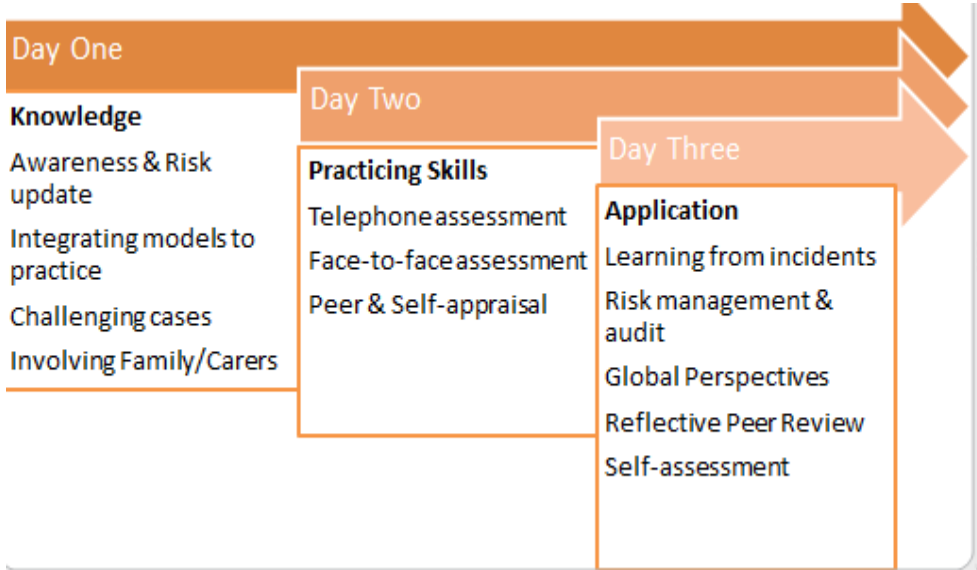 Day One
Knowledge
Awareness & Risk
update
Integrating models to
practice
Challenging cases
Involving Family/Carers
Day Two
Practicing Skills
Telephone assessment
Face-to-face assessment
Peer & Self-appraisal
Day Three
Application
Learning from incidents
Risk management &
audit
Global Perspectives
Reflective Peer Review
Self-assessment